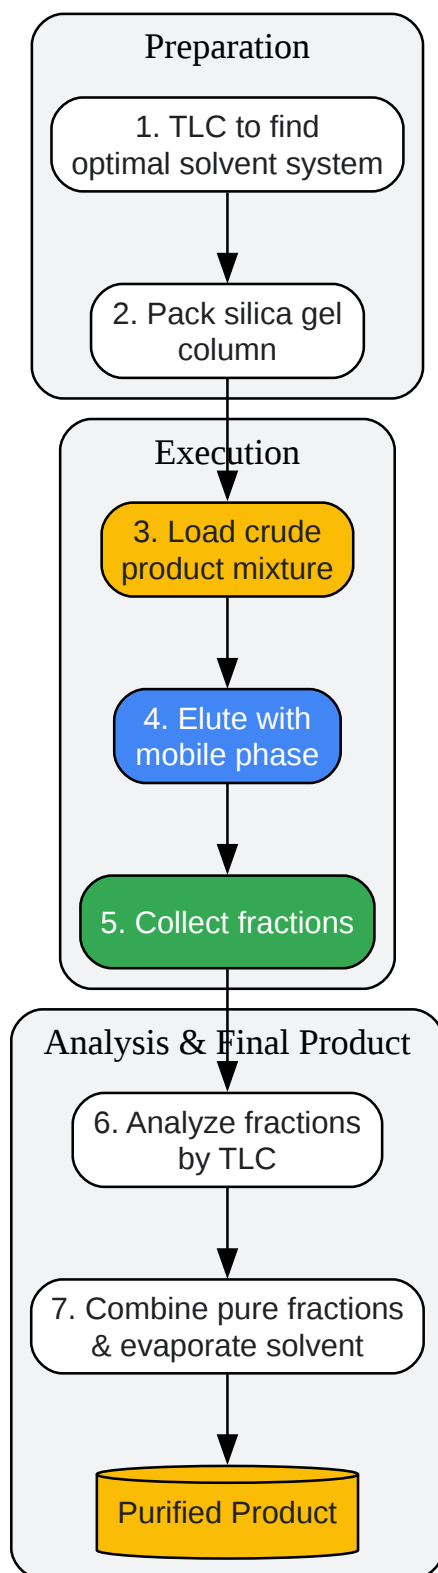 Preparation
1. TLC to find
optimal solvent system
2. Pack silica gel
column
Execution
3. Load crude
product mixture
4. Elute with
mobile phase
5. Collect fractions
Analysis & Final Product
6. Analyze fractions
by TLC
7. Combine pure fractions
& evaporate solvent
Purified Product